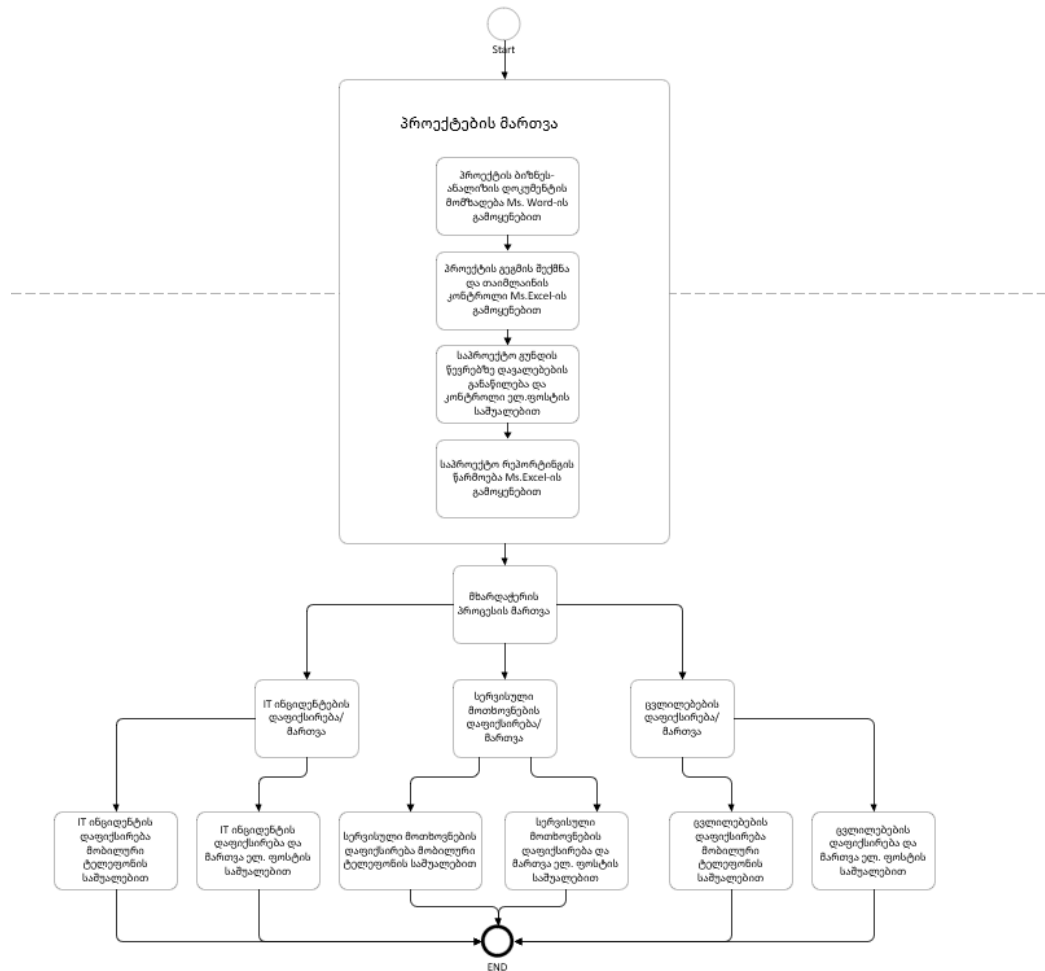 Start
პროექტების მართვა
პროექტის ბიზნეს-
ანალიზის დოკუმენტის
მომზადება Ms. Word-ის
გამოყენებით
პროექტის გეგმის შექმნა
და თაიმლაინის
კონტროლი Ms.Excel-ის
გამოყენებით
საპროექტო გუნდის
წევრებზე დავალებების
განაწილება და
კონტროლი ელ.ფოსტის
საშუალებით
საპროექტო რეპორტინგის
წარმოება Ms.Excel-ის
გამოყენებით
მხარდაჭერის
პროცესის მართვა
IT ინციდენტების
დაფიქსირება/
მართვა
სერვისული
მოთხოვნების
დაფიქსირება/
მართვა
ცვლილებების
დაფიქსირება/
მართვა
IT ინციდენტის
დაფიქსირება
მობილური
ტელეფონის
საშუალებით
IT ინციდენტის
დაფიქსირება და
მართვა ელ. ფოსტის
საშუალებით
სერვისული მოთხოვნების
დაფიქსირება მობილური
ტელეფონის საშუალებით
სერვისული
მოთხოვნების
დაფიქსირება და
მართვა ელ. ფოსტის
საშუალებით
ცვლილებების
დაფიქსირება
მობილური
ტელეფონის
საშუალებით
ცვლილებების
დაფიქსირება და
მართვა ელ. ფოსტის
საშუალებით
END